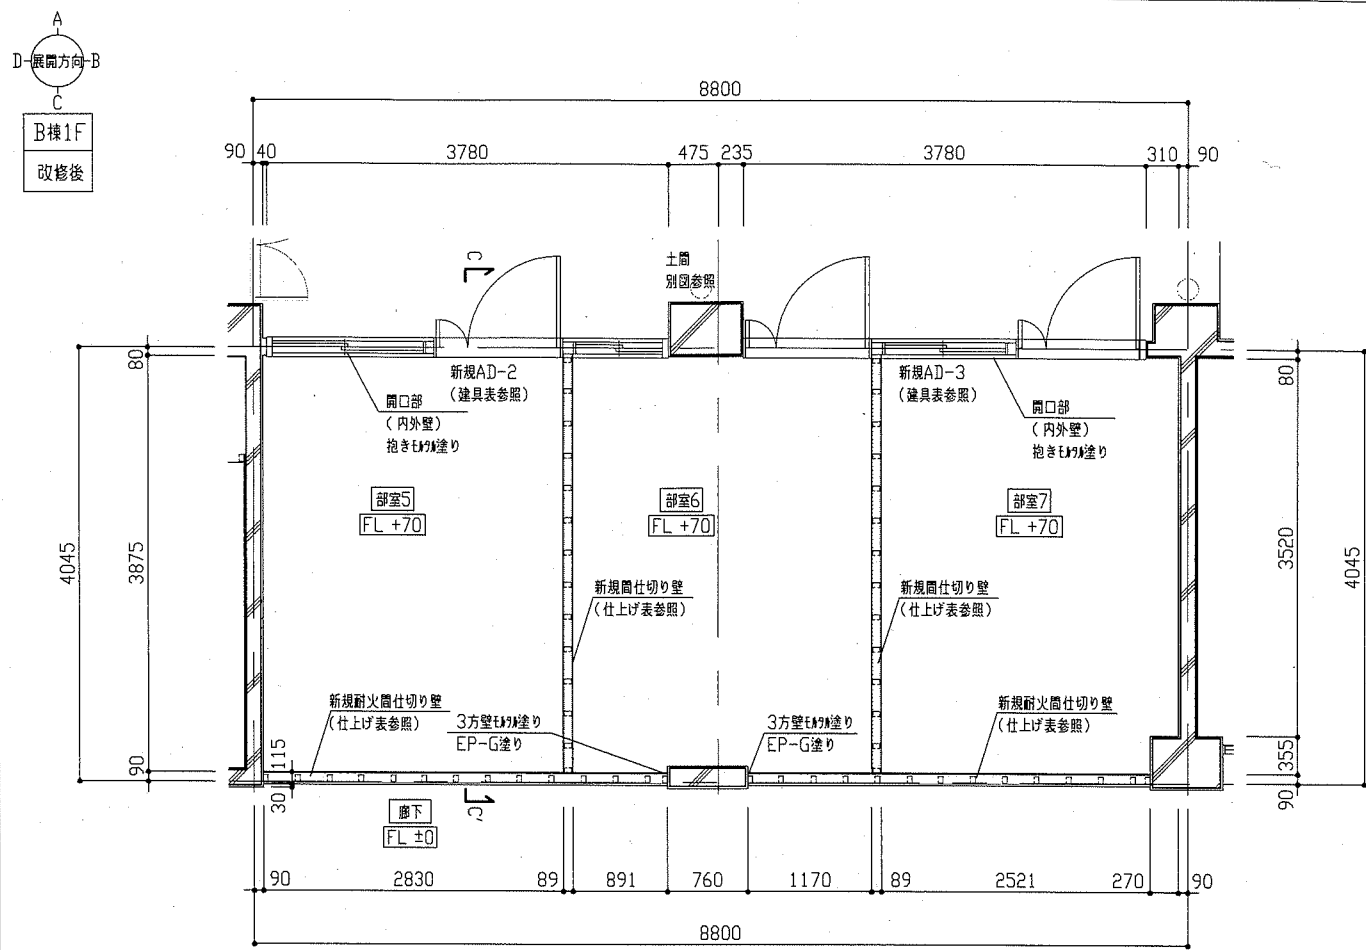 A
D 展開方向 B
C
B棟1F
改修後
8800
90 40 3780 475 235 3780 310 90
C
土間
別図参照
80
新規AD-2
(建具表参照)
新規AD-3
(建具表参照)
80
開口部
(内外壁)
抱きモルタル塗り
開口部
(内外壁)
抱きモルタル塗り
部室5
FL +70
部室6
FL +70
部室7
FL +70
4045
3875
3520
4045
新規間仕切り壁
(仕上げ表参照)
新規間仕切り壁
(仕上げ表参照)
新規耐火間仕切り壁
(仕上げ表参照)
3方壁モルタル塗り
EP-G塗り
3方壁モルタル塗り
EP-G塗り
新規耐火間仕切り壁
(仕上げ表参照)
90
115
30
355
90
C'
廊下
FL ±0
90 2830 89 891 760 1170 89 2521 270 90
8800